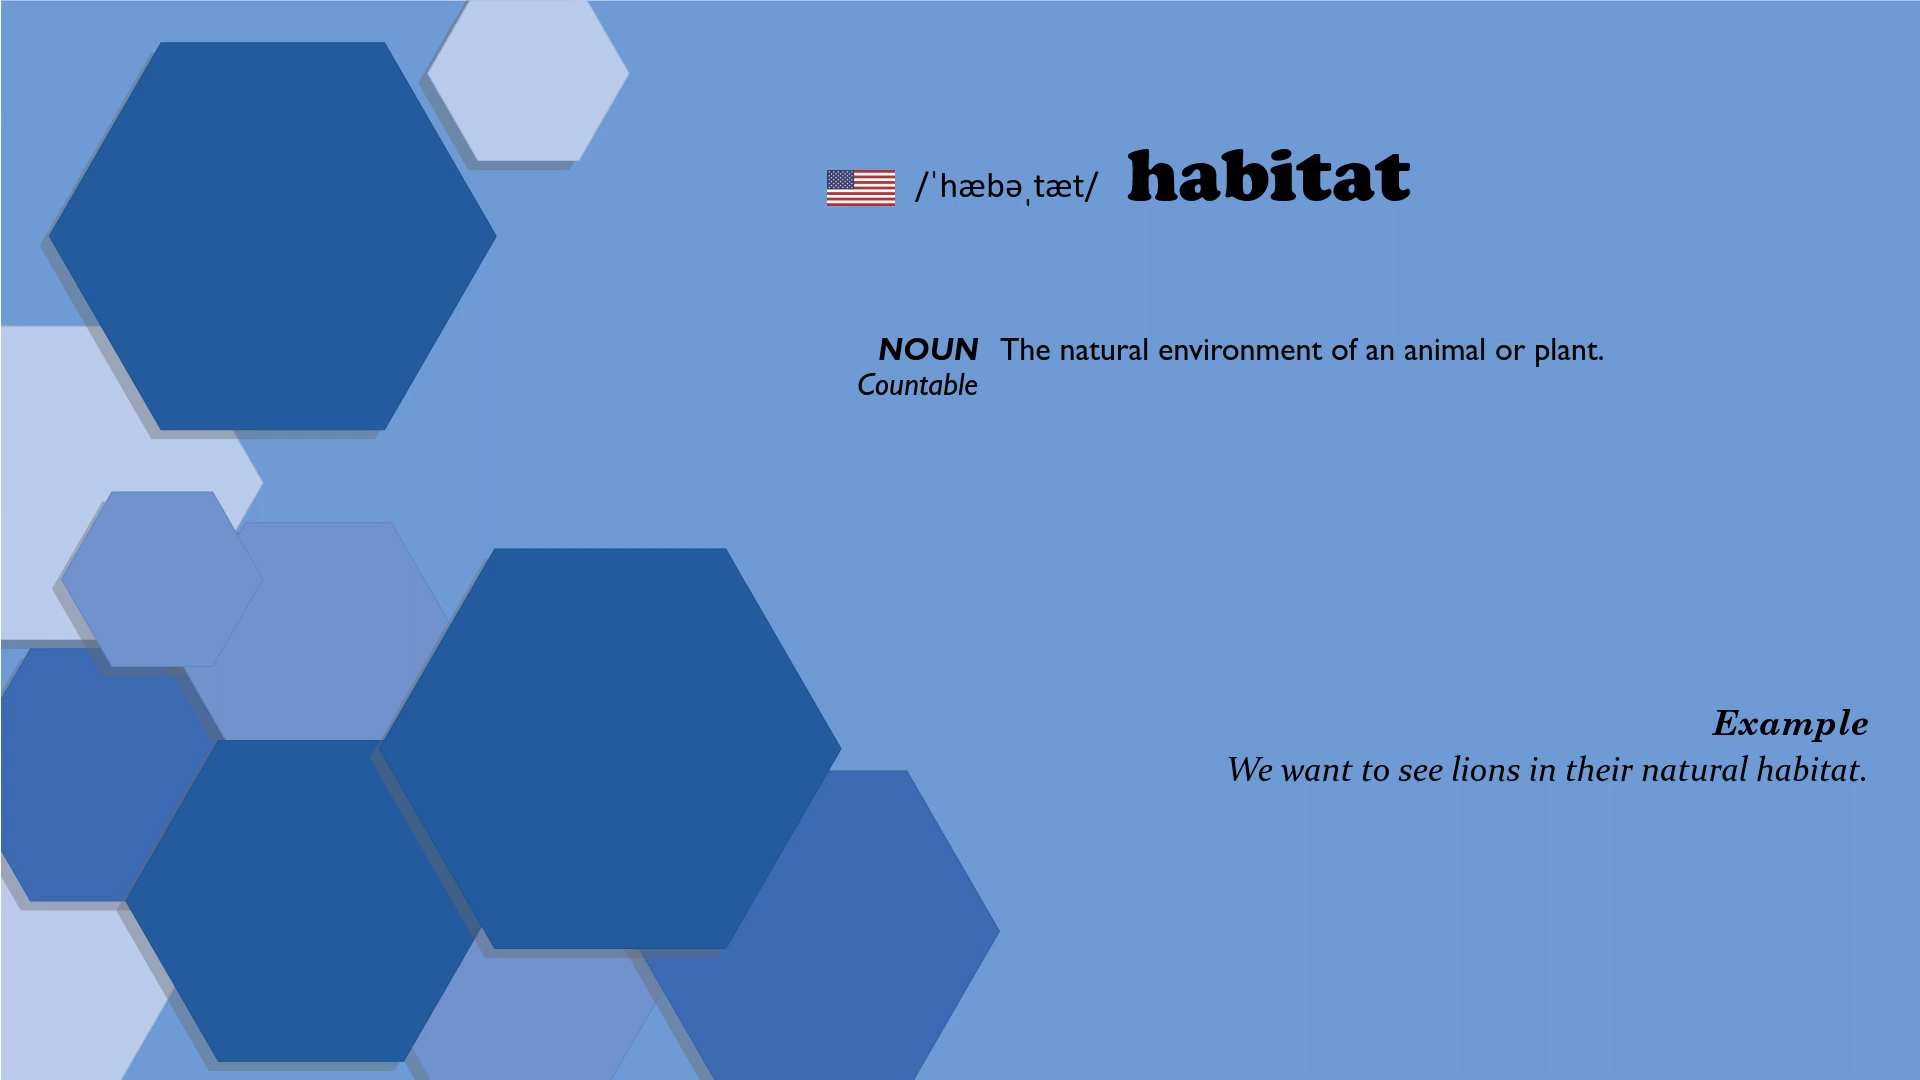 /ˈhæbəˌtæt/ habitat
NOUN The natural environment of an animal or plant.
Countable
Example
We want to see lions in their natural habitat.